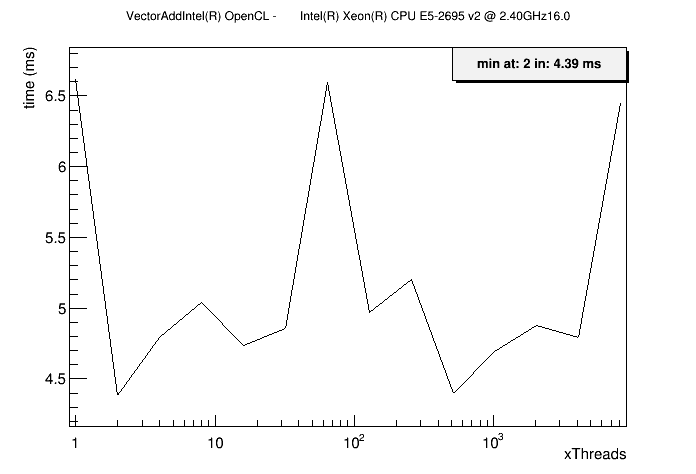 VectorAddIntel(R) OpenCL - Intel(R) Xeon(R) CPU E5-2695 v2 @ 2.40GHz16.0
time (ms)
min at: 2 in: 4.39 ms
6.5
6
5.5
5
4.5
1 10 10² 10³
xThreads